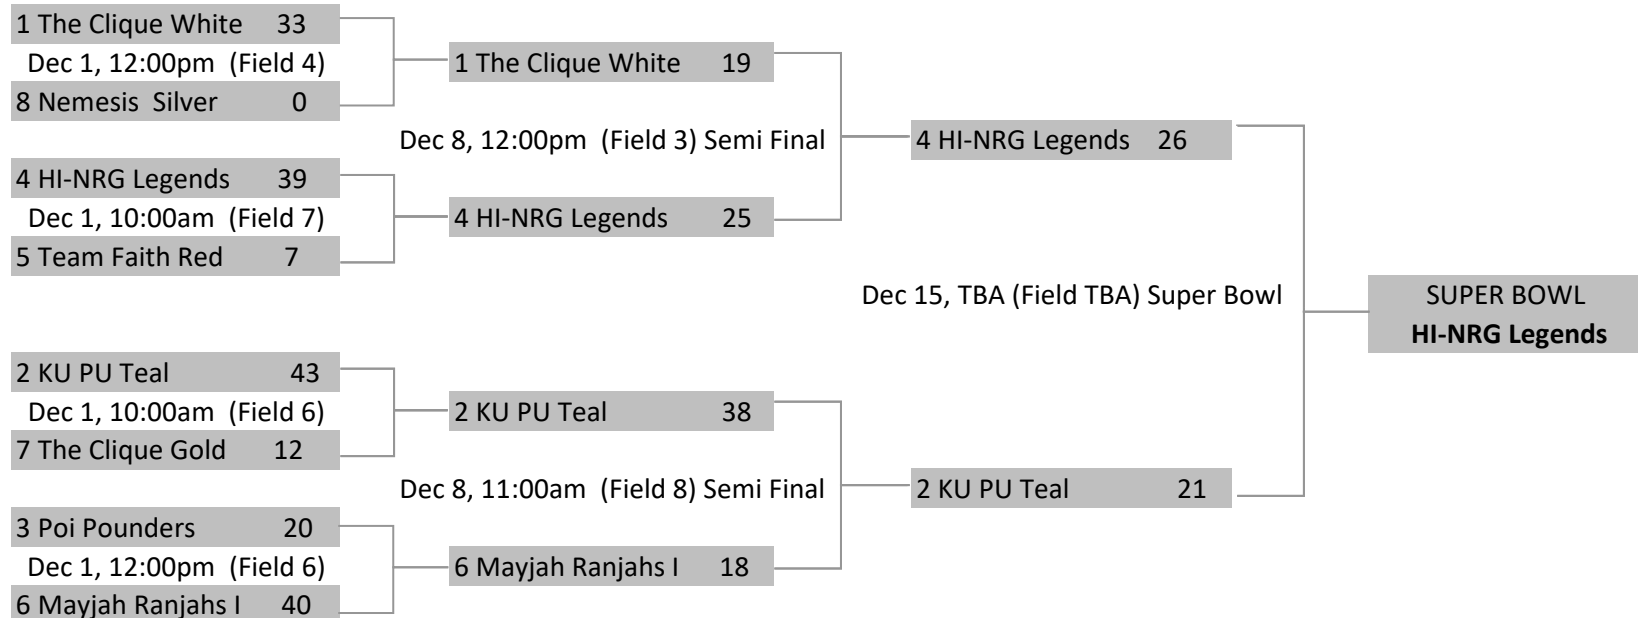 1 The Clique White 33
Dec 1, 12:00pm (Field 4)
8 Nemesis Silver 0
4 HI-NRG Legends 39
Dec 1, 10:00am (Field 7)
5 Team Faith Red 7
2 KU PU Teal 43
Dec 1, 10:00am (Field 6)
7 The Clique Gold 12
3 Poi Pounders 20
Dec 1, 12:00pm (Field 6)
6 Mayjah Ranjahs I 40
1 The Clique White 19
Dec 8, 12:00pm (Field 3) Semi Final
4 HI-NRG Legends 25
2 KU PU Teal 38
Dec 8, 11:00am (Field 8) Semi Final
6 Mayjah Ranjahs I 18
4 HI-NRG Legends 26
Dec 15, TBA (Field TBA) Super Bowl
2 KU PU Teal 21
SUPER BOWL
HI-NRG Legends